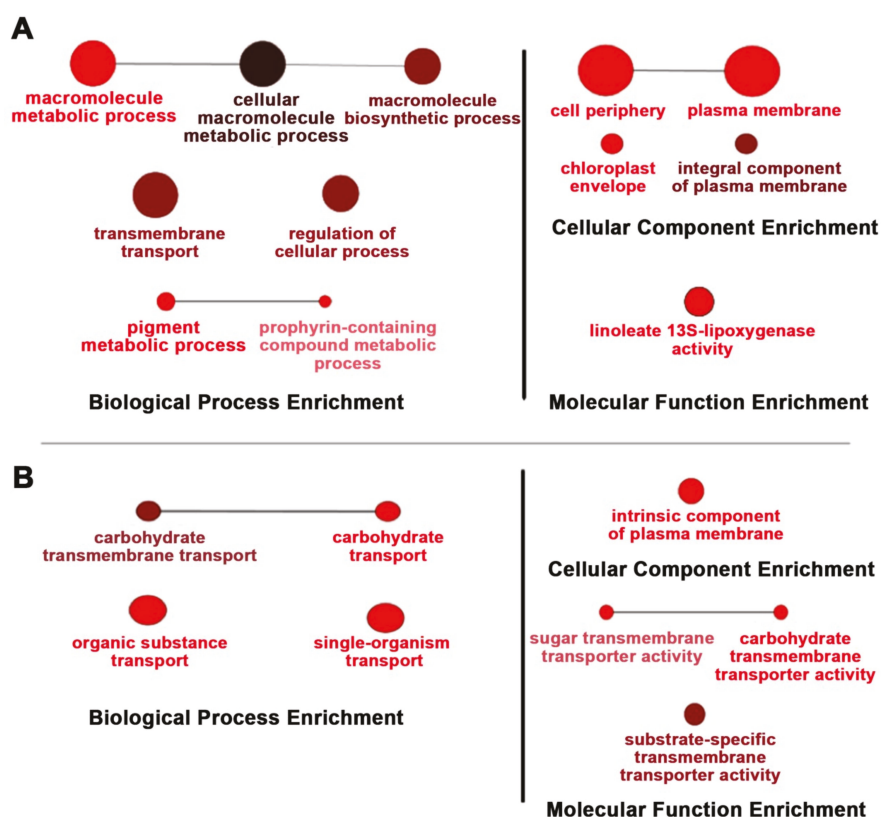 A
macromolecule
metabolic process
cellular
macromolecule
metabolic process
macromolecule
biosynthetic process
transmembrane
transport
regulation of
cellular process
pigment
metabolic process
prophyrin-containing
compound metabolic
process
Biological Process Enrichment
cell periphery
plasma membrane
chloroplast
envelope
integral component
of plasma membrane
Cellular Component Enrichment
linoleate 13S-lipoxygenase
activity
Molecular Function Enrichment
B
carbohydrate
transmembrane transport
carbohydrate
transport
organic substance
transport
single-organism
transport
Biological Process Enrichment
intrinsic component
of plasma membrane
Cellular Component Enrichment
sugar transmembrane
transporter activity
carbohydrate
transmembrane
transporter activity
substrate-specific
transmembrane
transporter activity
Molecular Function Enrichment